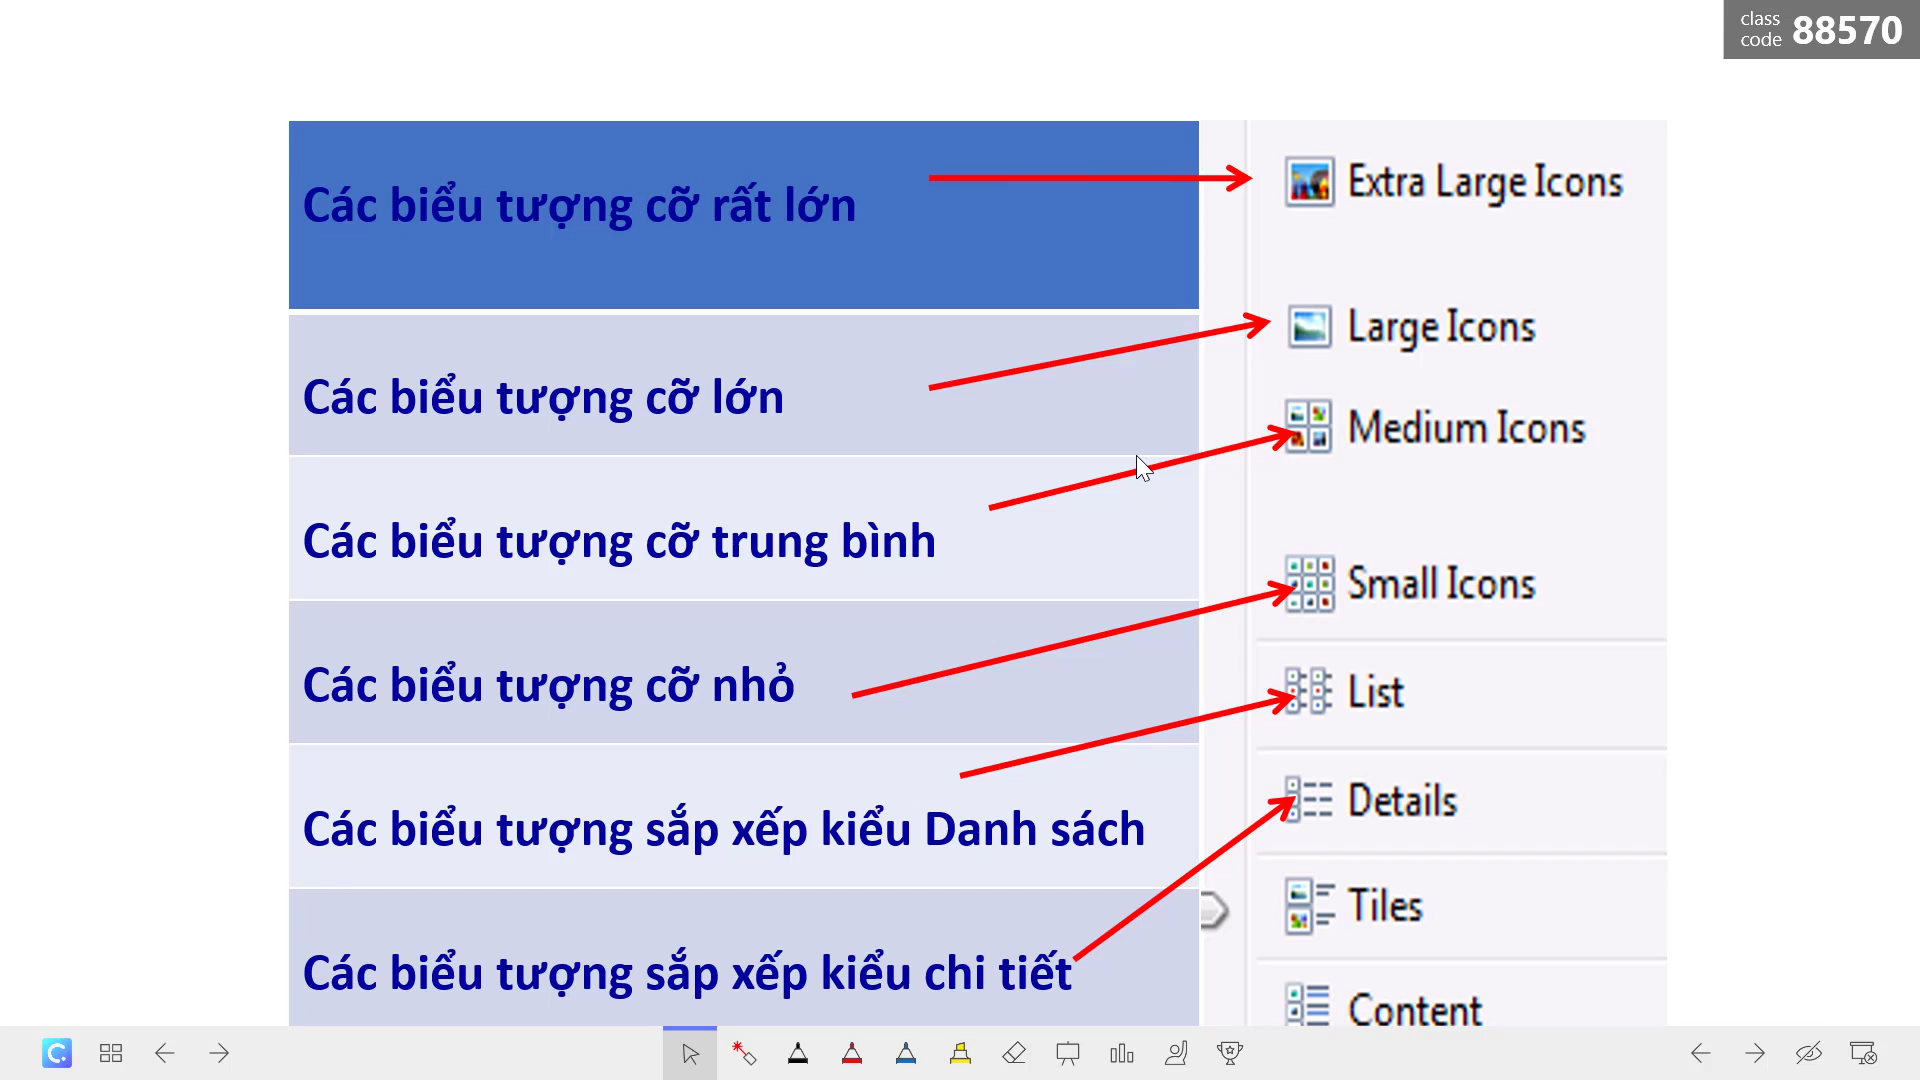 class
code 88570
Các biểu tượng cỡ rất lớn
Extra Large Icons
Các biểu tượng cỡ lớn
Large Icons
Các biểu tượng cỡ trung bình
Medium Icons
Các biểu tượng cỡ nhỏ
Small Icons
Các biểu tượng sắp xếp kiểu Danh sách
List
Các biểu tượng sắp xếp kiểu chi tiết
Details
Tiles
Content